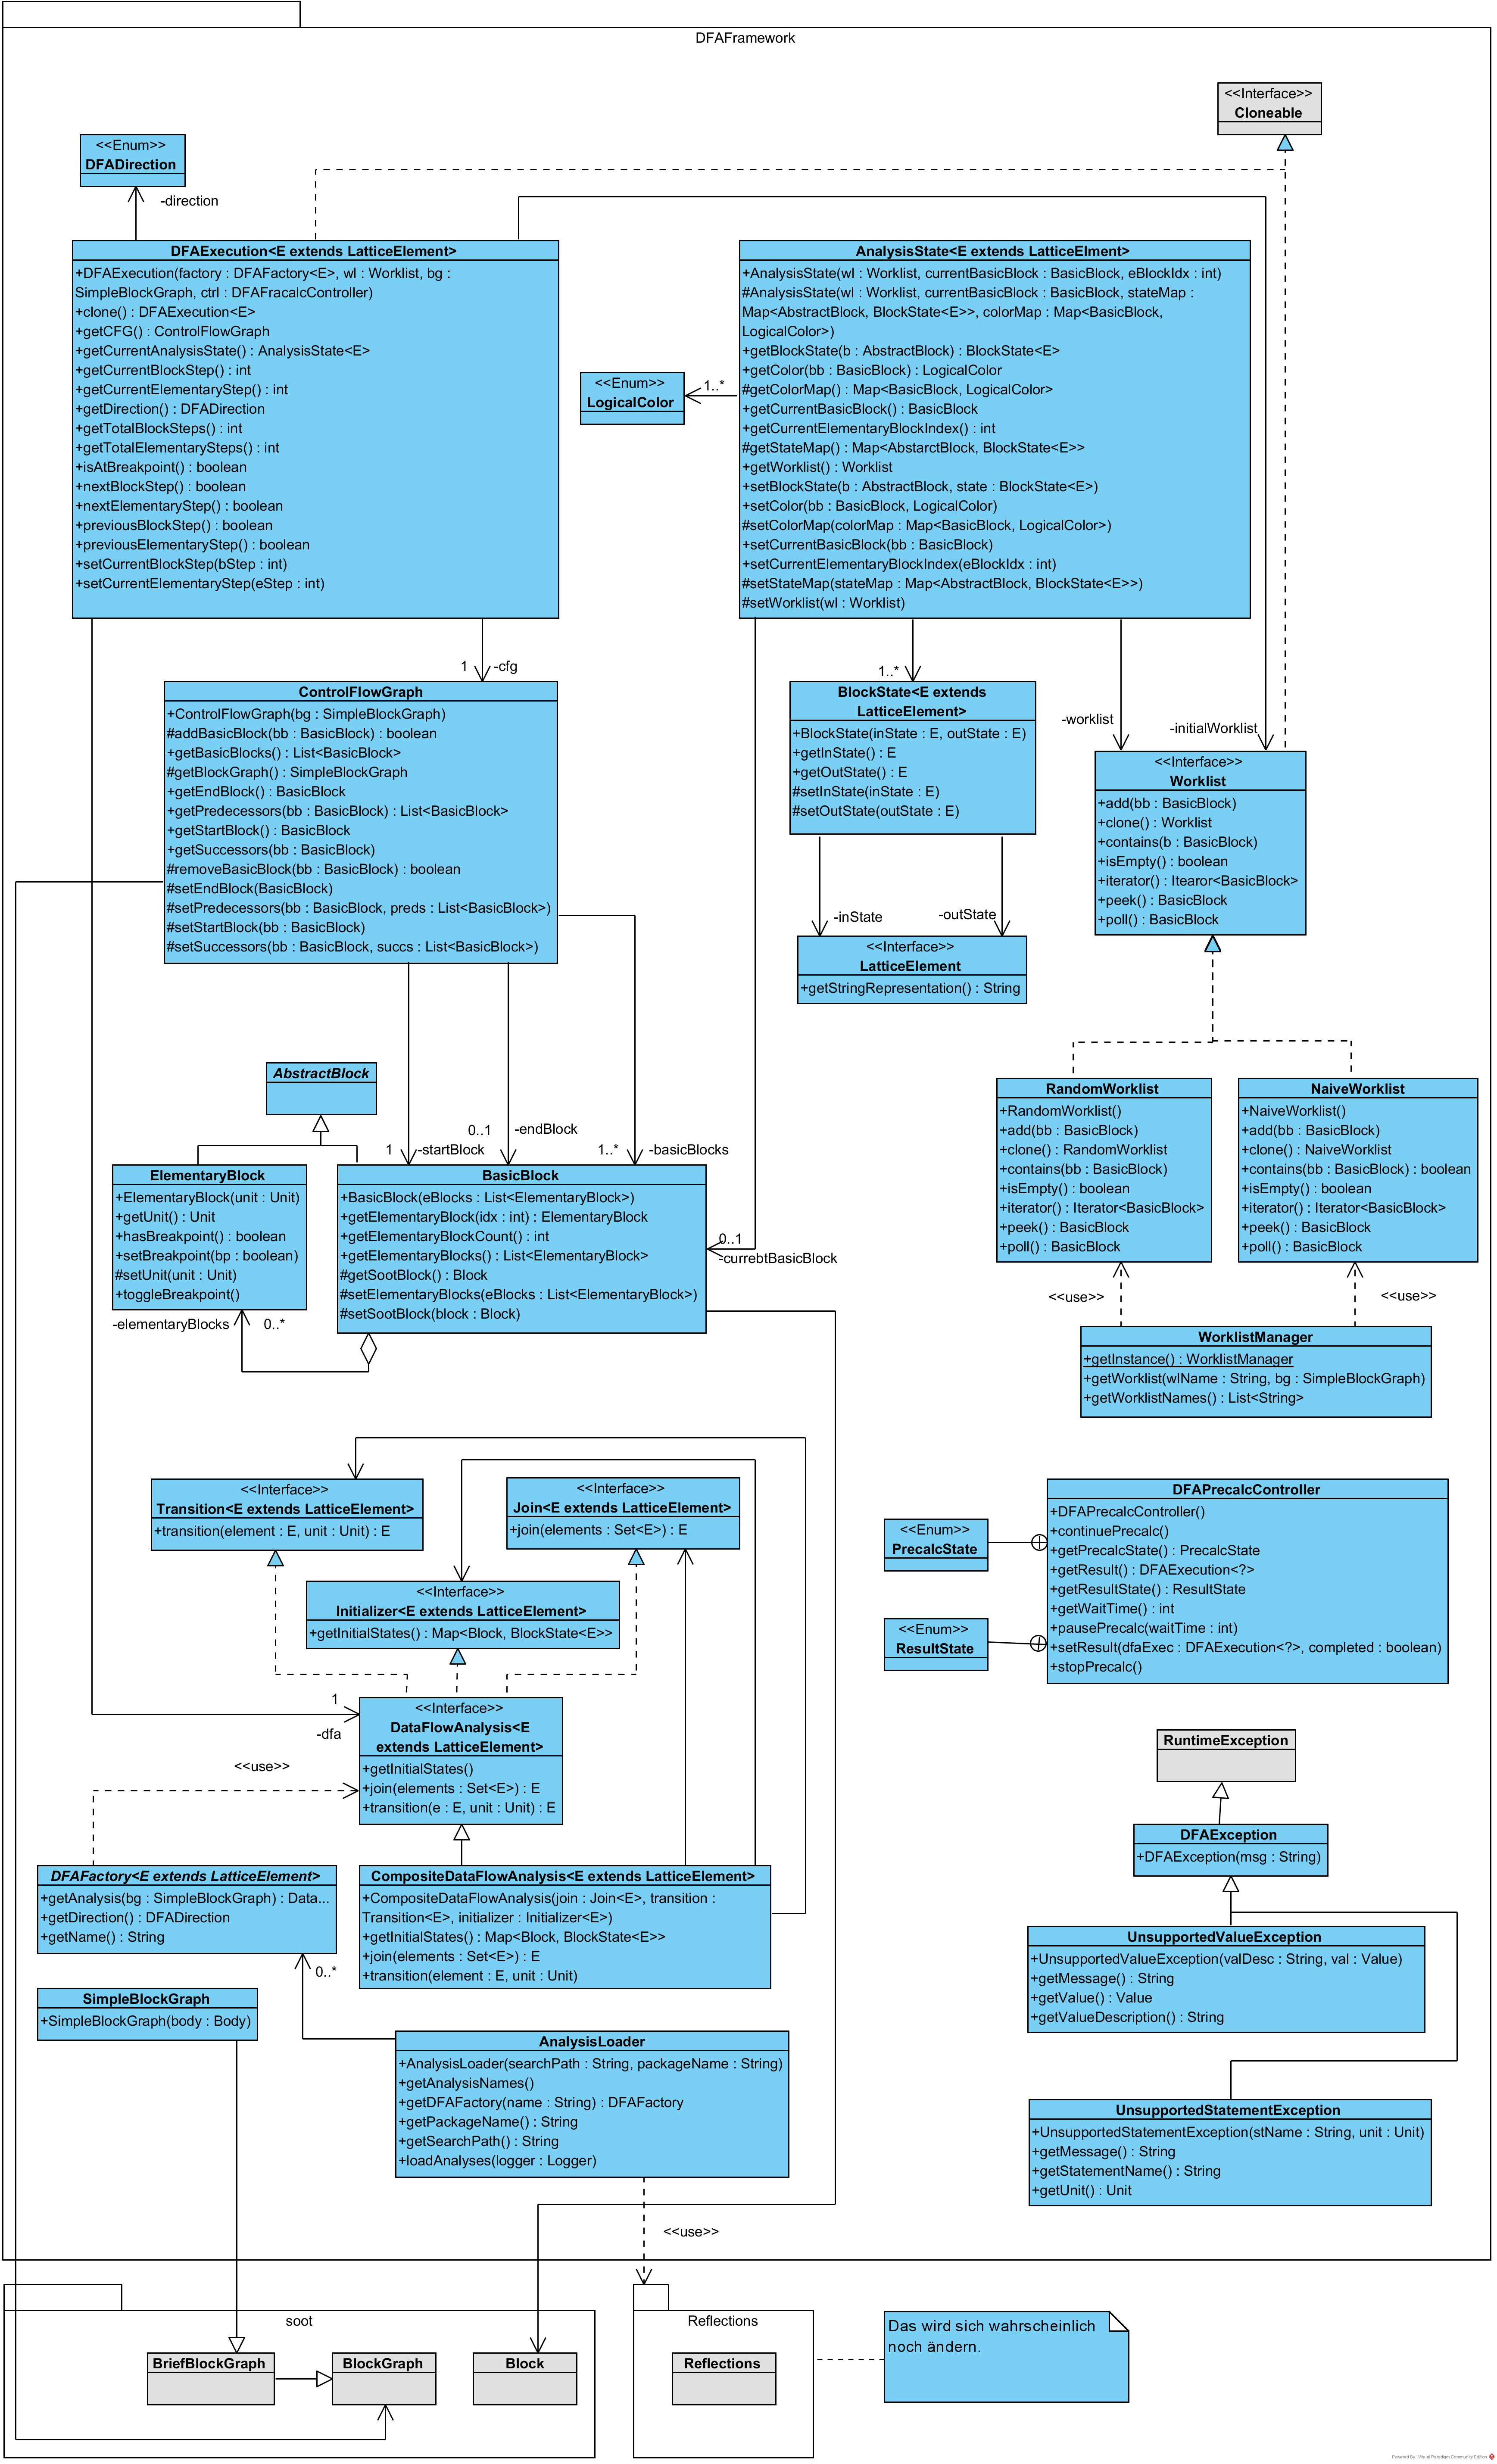 DFAFramework
<<Interface>>
Cloneable
<<Enum>>
DFADirection
-direction
DFAExecution<E extends LatticeElement>
+DFAExecution(factory : DFAFactory<E>, wl : Worklist, bg :
SimpleBlockGraph, ctrl : DFAFracalcController)
+clone() : DFAExecution<E>
+getCFG() : ControlFlowGraph
+getCurrentAnalysisState() : AnalysisState<E>
+getCurrentBlockStep() : int
+getCurrentElementaryStep() : int
+getDirection() : DFADirection
+getTotalBlockSteps() : int
+getTotalElementarySteps() : int
+isAtBreakpoint() : boolean
+nextBlockStep() : boolean
+nextElementaryStep() : boolean
+previousBlockStep() : boolean
+previousElementaryStep() : boolean
+setCurrentBlockStep(bStep : int)
+setCurrentElementaryStep(eStep : int)
<<Enum>>
LogicalColor
1..*
AnalysisState<E extends LatticeElment>
+AnalysisState(wl : Worklist, currentBasicBlock : BasicBlock, eBlockIdx : int)
#AnalysisState(wl : Worklist, currentBasicBlock : BasicBlock, stateMap :
Map<AbstractBlock, BlockState<E>>, colorMap : Map<BasicBlock,
LogicalColor>)
+getBlockState(b : AbstractBlock) : BlockState<E>
+getColor(bb : BasicBlock) : LogicalColor
#getColorMap() : Map<BasicBlock, LogicalColor>
+getCurrentBasicBlock() : BasicBlock
+getCurrentElementaryBlockIndex() : int
#getStateMap() : Map<AbstarctBlock, BlockState<E>>
+getWorklist() : Worklist
+setBlockState(b : AbstractBlock, state : BlockState<E>)
+setColor(bb : BasicBlock, LogicalColor)
#setColorMap(colorMap : Map<BasicBlock, LogicalColor>)
+setCurrentBasicBlock(bb : BasicBlock)
+setCurrentElementaryBlockIndex(eBlockIdx : int)
#setStateMap(stateMap : Map<AbstractBlock, BlockState<E>>)
#setWorklist(wl : Worklist)
1
-cfg
ControlFlowGraph
+ControlFlowGraph(bg : SimpleBlockGraph)
#addBasicBlock(bb : BasicBlock) : boolean
+getBasicBlocks() : List<BasicBlock>
#getBlockGraph() : SimpleBlockGraph
+getEndBlock() : BasicBlock
+getPredecessors(bb : BasicBlock) : List<BasicBlock>
+getStartBlock() : BasicBlock
+getSuccessors(bb : BasicBlock)
#removeBasicBlock(bb : BasicBlock) : boolean
#setEndBlock(BasicBlock)
#setPredecessors(bb : BasicBlock, preds : List<BasicBlock>)
#setStartBlock(bb : BasicBlock)
#setSuccessors(bb : BasicBlock, succs : List<BasicBlock>)
1..*
BlockState<E extends
LatticeElement>
+BlockState(inState : E, outState : E)
+getInState() : E
+getOutState() : E
#setInState(inState : E)
#setOutState(outState : E)
-inState
-outState
<<Interface>>
LatticeElement
+getStringRepresentation() : String
-worklist
-initialWorklist
<<Interface>>
Worklist
+add(bb : BasicBlock)
+clone() : Worklist
+contains(b : BasicBlock)
+isEmpty() : boolean
+iterator() : Itearor<BasicBlock>
+peek() : BasicBlock
+poll() : BasicBlock
RandomWorklist
+RandomWorklist()
+add(bb : BasicBlock)
+clone() : RandomWorklist
+contains(bb : BasicBlock)
+isEmpty() : boolean
+iterator() : Iterator<BasicBlock>
+peek() : BasicBlock
+poll() : BasicBlock
NaiveWorklist
+NaiveWorklist()
+add(bb : BasicBlock)
+clone() : NaiveWorklist
+contains(bb : BasicBlock) : boolean
+isEmpty() : boolean
+iterator() : Iterator<BasicBlock>
+peek() : BasicBlock
+poll() : BasicBlock
<<use>>
<<use>>
WorklistManager
+getInstance() : WorklistManager
+getWorklist(wlName : String, bg : SimpleBlockGraph)
+getWorklistNames() : List<String>
AbstractBlock
1
-startBlock
0..1
-endBlock
1..*
-basicBlocks
ElementaryBlock
+ElementaryBlock(unit : Unit)
+getUnit() : Unit
+hasBreakpoint() : boolean
+setBreakpoint(bp : boolean)
#setUnit(unit : Unit)
+toggleBreakpoint()
-elementaryBlocks
0..*
BasicBlock
+BasicBlock(eBlocks : List<ElementaryBlock>)
+getElementaryBlock(idx : int) : ElementaryBlock
+getElementaryBlockCount() : int
+getElementaryBlocks() : List<ElementaryBlock>
#getSootBlock() : Block
#setElementaryBlocks(eBlocks : List<ElementaryBlock>)
#setSootBlock(block : Block)
0..1
-currebtBasicBlock
<<Interface>>
Transition<E extends LatticeElement>
+transition(element : E, unit : Unit) : E
<<Interface>>
Join<E extends LatticeElement>
+join(elements : Set<E>) : E
<<Interface>>
Initializer<E extends LatticeElement>
+getInitialStates() : Map<Block, BlockState<E>>
<<Enum>>
PrecalcState
<<Enum>>
ResultState
DFAPrecalcController
+DFAPrecalcController()
+continuePrecalc()
+getPrecalcState() : PrecalcState
+getResult() : DFAExecution<?>
+getResultState() : ResultState
+getWaitTime() : int
+pausePrecalc(waitTime : int)
+setResult(dfaExec : DFAExecution<?>, completed : boolean)
+stopPrecalc()
1
-dfa
<<Interface>>
DataFlowAnalysis<E
extends LatticeElement>
+getInitialStates()
+join(elements : Set<E>) : E
+transition(e : E, unit : Unit) : E
<<use>>
DFAFactory<E extends LatticeElement>
+getAnalysis(bg : SimpleBlockGraph) : Data...
+getDirection() : DFADirection
+getName() : String
0..*
CompositeDataFlowAnalysis<E extends LatticeElement>
+CompositeDataFlowAnalysis(join : Join<E>, transition :
Transition<E>, initializer : Initializer<E>)
+getInitialStates() : Map<Block, BlockState<E>>
+join(elements : Set<E>) : E
+transition(element : E, unit : Unit)
RuntimeException
DFAException
+DFAException(msg : String)
UnsupportedValueException
+UnsupportedValueException(valDesc : String, val : Value)
+getMessage() : String
+getValue() : Value
+getValueDescription() : String
UnsupportedStatementException
+UnsupportedStatementException(stName : String, unit : Unit)
+getMessage() : String
+getStatementName() : String
+getUnit() : Unit
SimpleBlockGraph
+SimpleBlockGraph(body : Body)
AnalysisLoader
+AnalysisLoader(searchPath : String, packageName : String)
+getAnalysisNames()
+getDFAFactory(name : String) : DFAFactory
+getPackageName() : String
+getSearchPath() : String
+loadAnalyses(logger : Logger)
<<use>>
soot
BriefBlockGraph
BlockGraph
Block
Reflections
Reflections
Das wird sich wahrscheinlich
noch ändern.
Powered By Visual Paradigm Community Edition